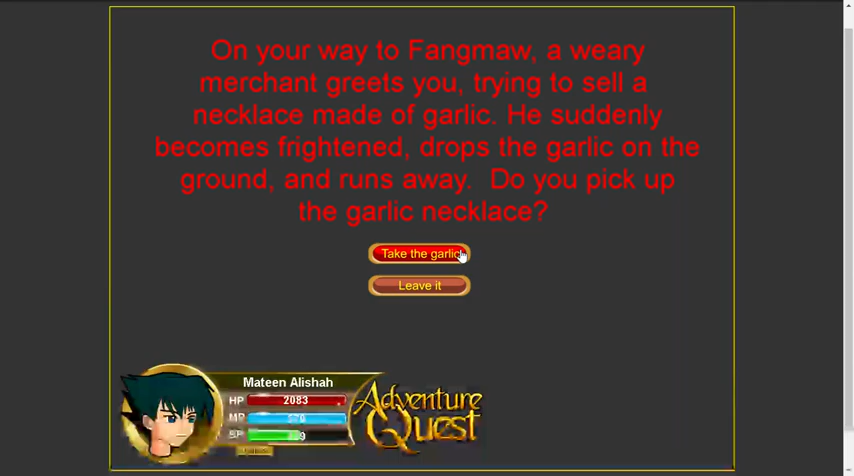 On your way to Fangmaw, a weary
merchant greets you, trying to sell a
necklace made of garlic. He suddenly
becomes frightened, drops the garlic on the
ground, and runs away. Do you pick up
the garlic necklace?
Take the garlic
Leave it
Mateen Alishah
HP 2083
MP
SP
Adventure
Quest